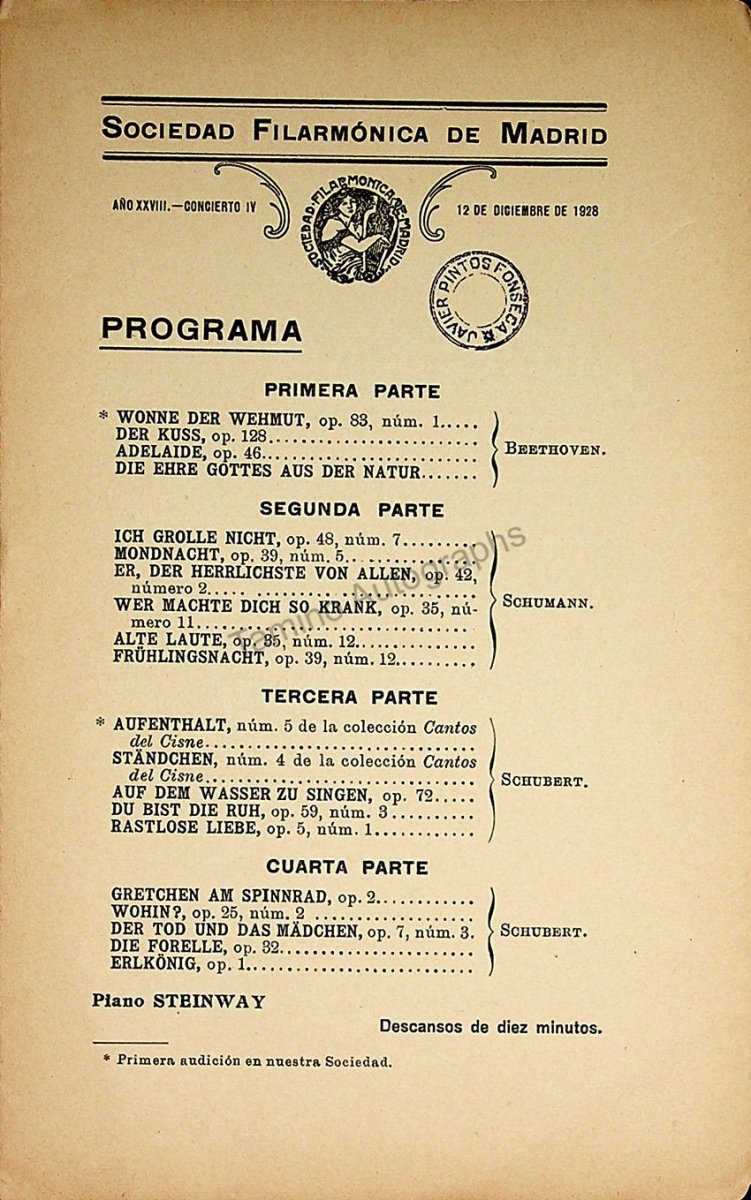 SOCIEDAD FILARMÓNICA DE MADRID
AÑO XXVIII.—CONCIERTO IV
SOCIEDAD·FILARMONICA·DE·MADRID·
12 DE DICIEMBRE DE 1928
JAVIER PINTOS FONSECA
PROGRAMA
PRIMERA PARTE
* WONNE DER WEHMUT, op. 83, núm. 1.....
DER KUSS, op. 128................................
ADELAIDE, op. 46.................................
DIE EHRE GOTTES AUS DER NATUR.......
BEETHOVEN.
SEGUNDA PARTE
ICH GROLLE NICHT, op. 48, núm. 7.........
MONDNACHT, op. 39, núm. 5...................
ER, DER HERRLICHSTE VON ALLEN, op. 42,
número 2..... ................................
WER MACHTE DICH SO KRANK, op. 35, nú-
mero 11.......................................
ALTE LAUTE, op. 35, núm. 12.................
FRÜHLINGSNACHT, op. 39, núm. 12..........
SCHUMANN.
Tamino Autographs
TERCERA PARTE
* AUFENTHALT, núm. 5 de la colección Cantos
del Cisne.......................................
STÄNDCHEN, núm. 4 de la colección Cantos
del Cisne.......................................
AUF DEM WASSER ZU SINGEN, op. 72.....
DU BIST DIE RUH, op. 59, núm. 3..........
RASTLOSE LIEBE, op. 5, núm. 1............
SCHUBERT.
CUARTA PARTE
GRETCHEN AM SPINNRAD, op. 2............
WOHIN?, op. 25, núm. 2 ...................
DER TOD UND DAS MÄDCHEN, op. 7, núm. 3.
DIE FORELLE, op. 32.......................
ERLKÖNIG, op. 1............................
SCHUBERT.
Piano STEINWAY
Descansos de diez minutos.
* Primera audición en nuestra Sociedad.